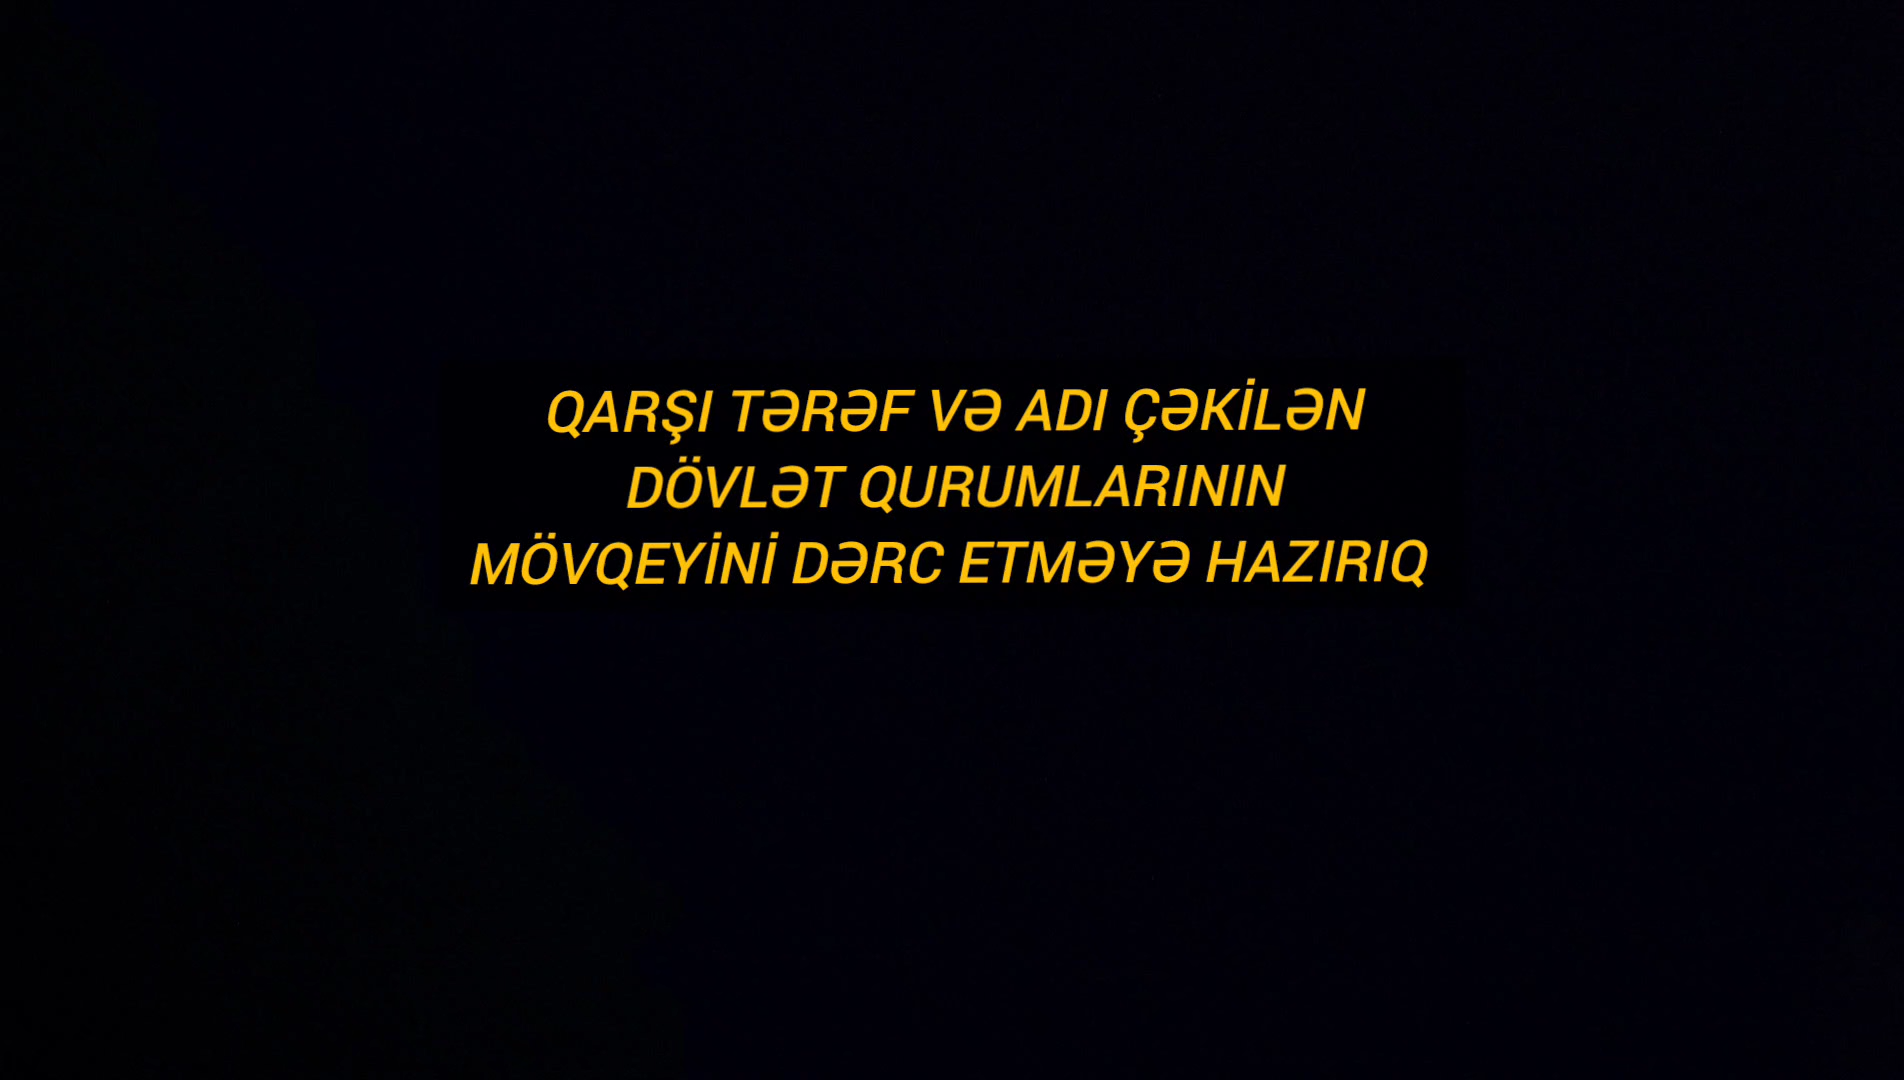 QARŞI TƏRƏF VƏ ADI ÇƏKİLƏN
DÖVLƏT QURUMLARININ
MÖVQEYİNİ DƏRC ETMƏYƏ HAZIRIQ